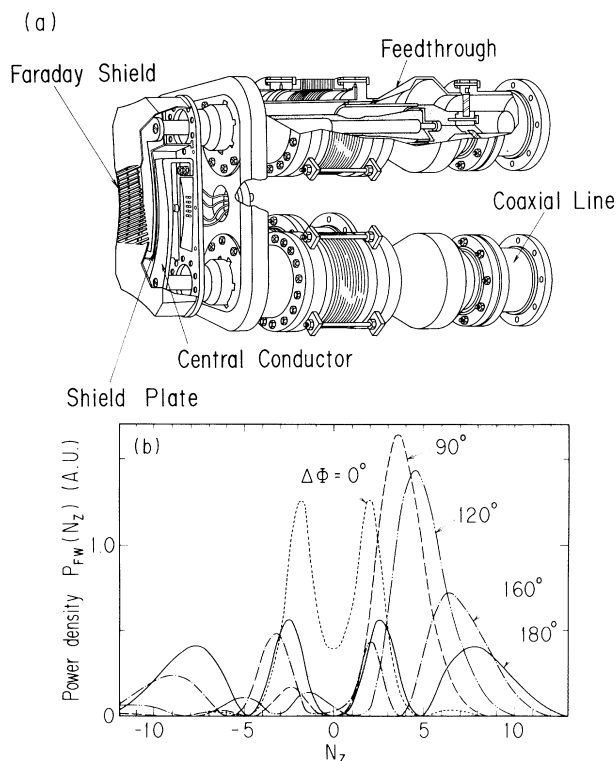 (a)
Feedthrough
Faraday Shield
Coaxial Line
Central Conductor
Shield Plate
(b)
Power density P_FW(N_Z) (A.U.)
ΔΦ=0°
90°
120°
160°
180°
1.0
0
-10 -5 0 5 10
N_Z